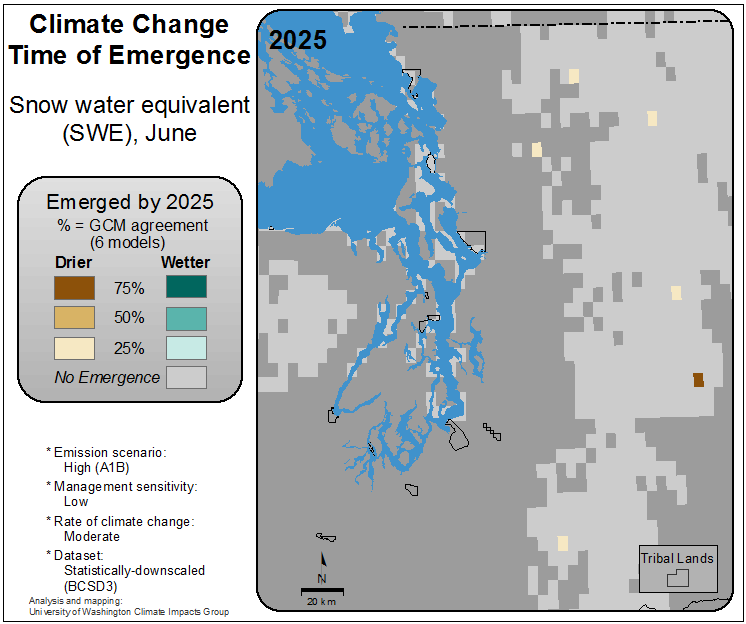 Climate Change
Time of Emergence
Snow water equivalent
(SWE), June
Emerged by 2025
% = GCM agreement
(6 models)
Drier Wetter
75%
50%
25%
No Emergence
* Emission scenario:
High (A1B)
* Management sensitivity:
Low
* Rate of climate change:
Moderate
* Dataset:
Statistically-downscaled
(BCSD3)
Analysis and mapping:
University of Washington Climate Impacts Group
2025
N
20 km
Tribal Lands